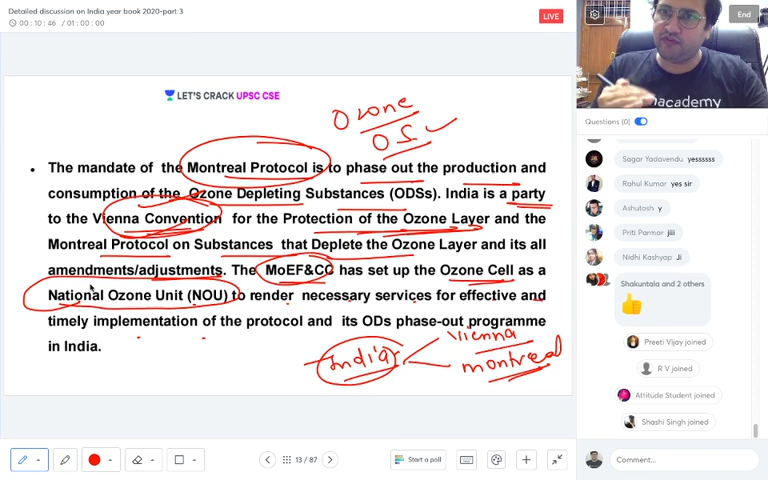 Detailed discussion on India year book 2020-part 3
00 : 10 : 46 / 01 : 00 : 00
LIVE
End
LET'S CRACK UPSC CSE
Ozone
OS
• The mandate of the Montreal Protocol is to phase out the production and
consumption of the Ozone Depleting Substances (ODSs). India is a party
to the Vienna Convention for the Protection of the Ozone Layer and the
Montreal Protocol on Substances that Deplete the Ozone Layer and its all
amendments/adjustments. The MoEF&CC has set up the Ozone Cell as a
National Ozone Unit (NOU) to render necessary services for effective and
timely implementation of the protocol and its ODs phase-out programme
in India.
India
Vienna
montreal
13 / 87
Start a poll
academy
Questions (0)
Sagar Yadavendu yessssss
Rahul Kumar yes sir
Ashutosh y
Priti Parmar jiii
Nidhi Kashyap Ji
Shakuntala and 2 others
Preeti Vijay joined
R V joined
Attitude Student joined
Shashi Singh joined
Comment...